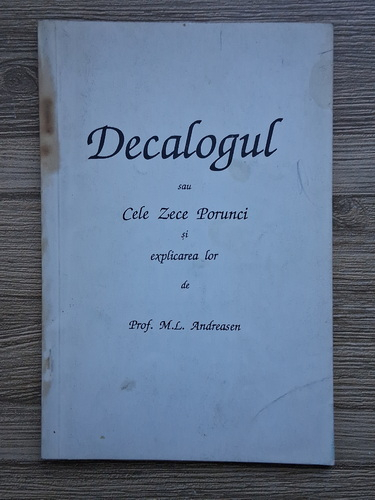 Decalogul
sau
Cele Zece Porunci
și
explicarea lor
de
Prof. M.L. Andreasen